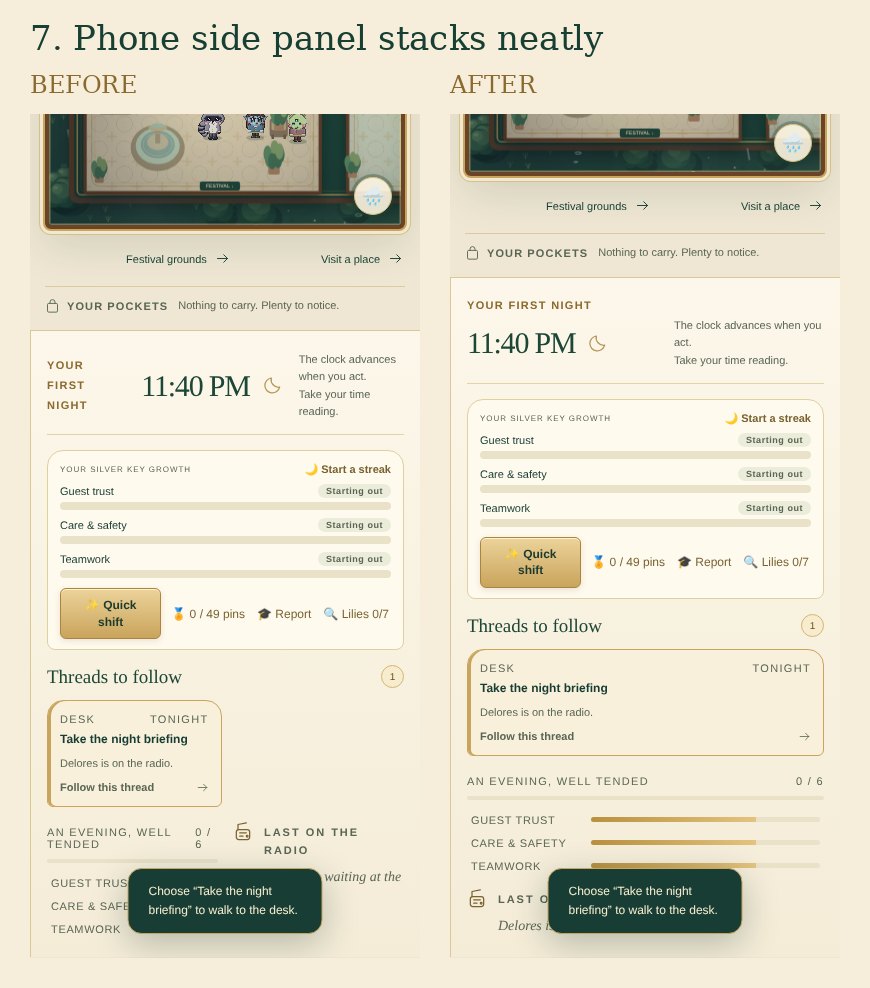 7. Phone side panel stacks neatly
BEFORE
FESTIVAL
Festival grounds →
Visit a place →
YOUR POCKETS Nothing to carry. Plenty to notice.
YOUR
FIRST
NIGHT
11:40 PM
The clock advances
when you act.
Take your time
reading.
YOUR SILVER KEY GROWTH
🌙 Start a streak
Guest trust
Starting out
Care & safety
Starting out
Teamwork
Starting out
✨ Quick
shift
🏅 0 / 49 pins
🎓 Report
🔍 Lilies 0/7
Threads to follow
1
DESK
TONIGHT
Take the night briefing
Delores is on the radio.
Follow this thread →
AN EVENING, WELL
TENDED
0 /
6
LAST ON THE
RADIO
waiting at the
GUEST TRUS
CARE & SAFE
TEAMWORK
Choose “Take the night
briefing” to walk to the desk.
AFTER
FESTIVAL
Festival grounds →
Visit a place →
YOUR POCKETS Nothing to carry. Plenty to notice.
YOUR FIRST NIGHT
11:40 PM
The clock advances when you
act.
Take your time reading.
YOUR SILVER KEY GROWTH
🌙 Start a streak
Guest trust
Starting out
Care & safety
Starting out
Teamwork
Starting out
✨ Quick
shift
🏅 0 / 49 pins
🎓 Report
🔍 Lilies 0/7
Threads to follow
1
DESK
TONIGHT
Take the night briefing
Delores is on the radio.
Follow this thread →
AN EVENING, WELL TENDED
0 / 6
GUEST TRUST
CARE & SAFETY
TEAMWORK
LAST O
Delores i
Choose “Take the night
briefing” to walk to the desk.